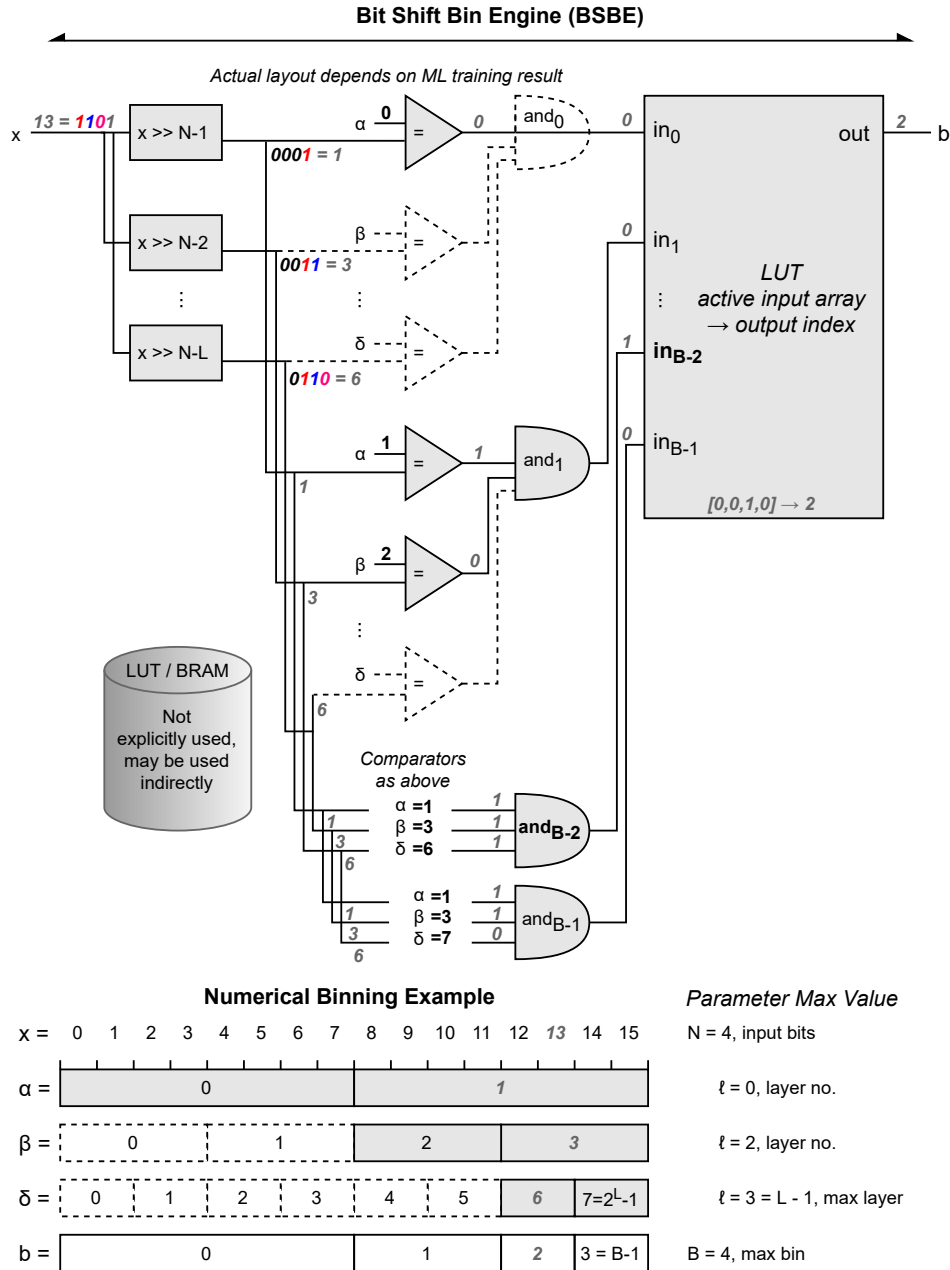 Bit Shift Bin Engine (BSBE)
Actual layout depends on ML training result
x
13 = 1101
x >> N-1
0001 = 1
α
0
=
0
and0
0
in0
out
2
b
x >> N-2
0011 = 3
β
=
0
in1
⋮
⋮
LUT
active input array
→ output index
⋮
x >> N-L
0110 = 6
δ
=
1
inB-2
α
1
=
1
1
and1
0
inB-1
[0,0,1,0] → 2
β
2
=
0
3
⋮
δ
=
6
LUT / BRAM
Not
explicitly used,
may be used
indirectly
Comparators
as above
α =1
1
1
β =3
1
andB-2
3
δ =6
1
6
α =1
1
1
β =3
1
andB-1
3
δ =7
0
6
Numerical Binning Example
Parameter Max Value
x = 0 1 2 3 4 5 6 7 8 9 10 11 12 13 14 15
N = 4, input bits
α = 0 1
ℓ = 0, layer no.
β = 0 1 2 3
ℓ = 2, layer no.
δ = 0 1 2 3 4 5 6 7=2^L-1
ℓ = 3 = L - 1, max layer
b = 0 1 2 3 = B-1
B = 4, max bin